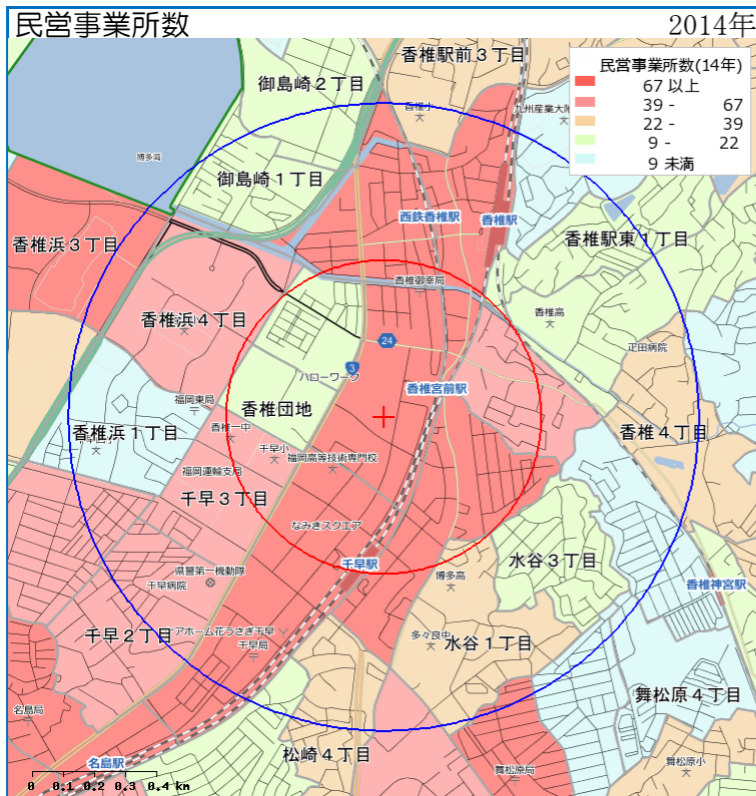 民営事業所数
2014年
民営事業所数(14年)
67 以上
39 - 67
22 - 39
9 - 22
9 未満
香椎駅前3丁目
御島崎2丁目
香椎小
博多湾
御島崎1丁目
西鉄香椎駅
香椎駅
香椎浜3丁目
香椎駅東1丁目
香椎御幸局
香椎浜4丁目
香椎高
24
疋田病院
3
ハローワーク
香椎宮前駅
福岡東局
香椎団地
香椎浜1丁目
香椎一中
香椎4丁目
千早小
福岡高等技術専門校
福岡運輸支局
千早3丁目
なみきスクエア
千早駅
水谷3丁目
県警第一機動隊
千早病院
博多高
香椎神宮駅
千早2丁目
ケアホーム花うさぎ千早
千早局
多々良中
水谷1丁目
舞松原4丁目
名島局
松崎4丁目
名島駅
舞松原局
舞松原小
0 0.1 0.2 0.3 0.4 km